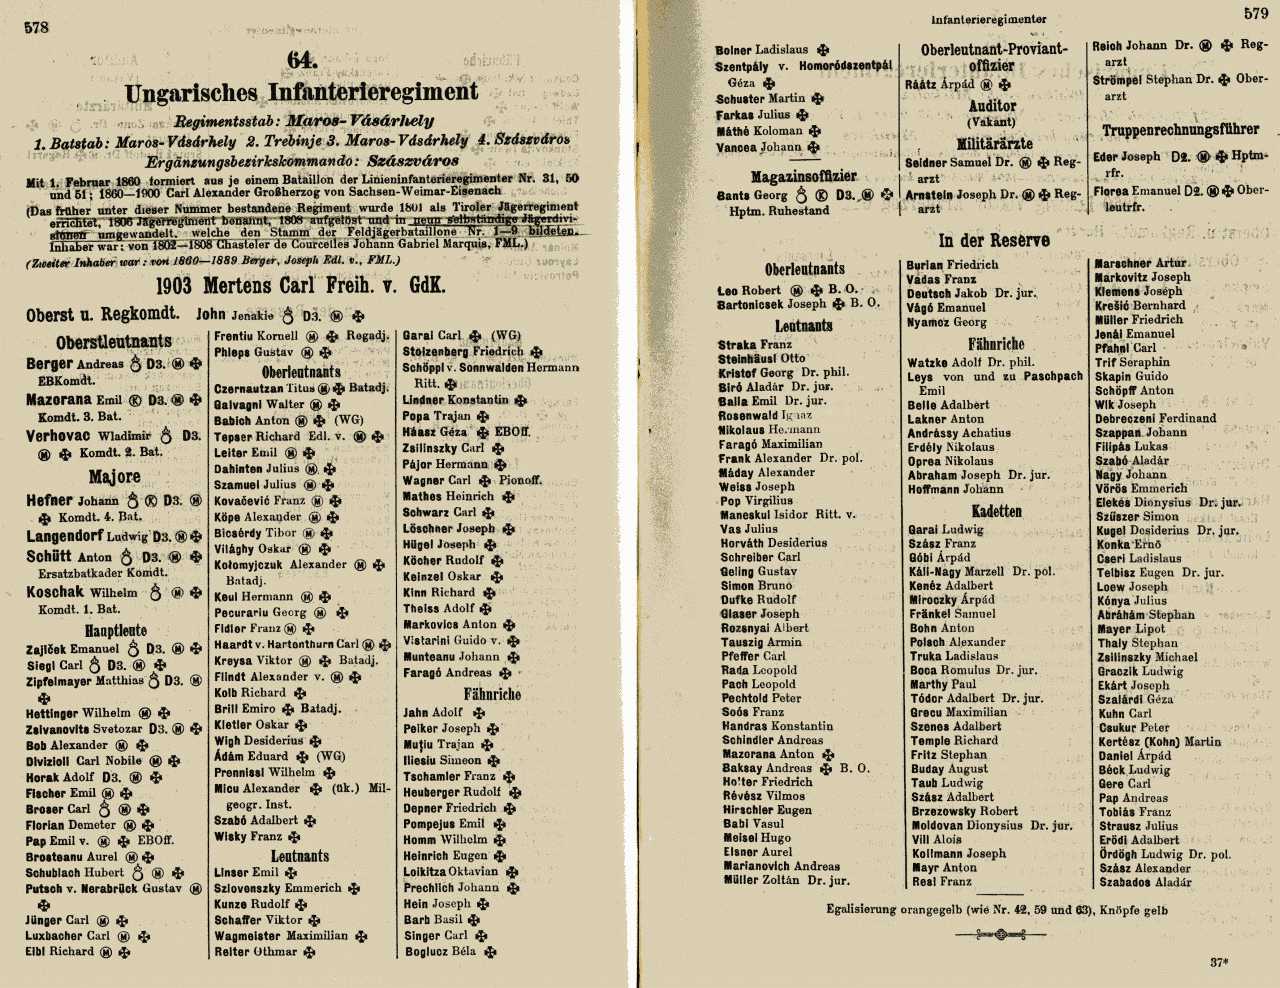 578
64.
Ungarisches Infanterieregiment
Regimentsstab: Maros-Vásárhely
1. Batstab: Maros-Vásárhely 2. Trebinje 3. Maros-Vásárhely 4. Szászváros
Ergänzungsbezirkskommando: Szászváros
Mit 1. Februar 1860 formiert aus je einem Bataillon der Linieninfanterieregimenter Nr. 31, 50
und 51; 1860—1900 Carl Alexander Großherzog von Sachsen-Weimar-Eisenach
(Das früher unter dieser Nummer bestandene Regiment wurde 1801 als Tiroler Jägerregiment
errichtet, 1806 Jägerregiment benannt, 1808 aufgelöst und in neun selbständige Jägerdivi-
sionen umgewandelt, welche den Stamm der Feldjägerbataillone Nr. 1—9 bildeten.
Inhaber war: von 1802—1808 Chasteler de Courcelles Johann Gabriel Marquis, FML.)
(Zweiter Inhaber war: von 1860—1889 Berger, Joseph Edl. v., FML.)
1903 Mertens Carl Freih. v. GdK.
Oberst u. Regkomdt. John Jenakie D3. Ⓜ ✠
Oberstleutnants
Berger Andreas D3. Ⓜ ✠
EBKomdt.
Mazorana Emil Ⓚ D3. Ⓜ ✠
Komdt. 3. Bat.
Verhovac Wladimir D3.
Ⓜ ✠ Komdt. 2. Bat.
Majore
Hefner Johann Ⓚ D3. Ⓜ
✠ Komdt. 4. Bat.
Langendorf Ludwig D3. Ⓜ ✠
Schütt Anton D3. Ⓜ ✠
Ersatzbatkader Komdt.
Koschak Wilhelm Ⓜ ✠
Komdt. 1. Bat.
Hauptleute
Zajíček Emanuel D3. Ⓜ ✠
Siegl Carl D3. Ⓜ ✠
Zipfelmayer Matthias D3. Ⓜ
✠
Hettinger Wilhelm Ⓜ ✠
Zsivanovits Svetozar D3. Ⓜ ✠
Bob Alexander Ⓜ ✠
Divizioli Carl Nobile Ⓜ ✠
Horak Adolf D3. Ⓜ ✠
Fischer Emil Ⓜ ✠
Broser Carl Ⓜ ✠
Florian Demeter Ⓜ ✠
Pap Emil v. Ⓜ ✠ EBOff.
Brosteanu Aurel Ⓜ ✠
Schublach Hubert Ⓜ ✠
Putsch v. Nerabrück Gustav Ⓜ
✠
Jünger Carl Ⓜ ✠
Luxbacher Carl Ⓜ ✠
Eibl Richard Ⓜ ✠
Frentiu Kornell Ⓜ ✠ Regadj.
Phleps Gustav Ⓜ ✠
Oberleutnants
Czernautzan Titus Ⓜ ✠ Batadj.
Galvagni Walter Ⓜ ✠
Babich Anton Ⓜ ✠ (WG)
Tepser Richard Edl. v. Ⓜ ✠
Leiter Emil Ⓜ ✠
Dahinten Julius Ⓜ ✠
Szamuel Julius Ⓜ ✠
Kovačević Franz Ⓜ ✠
Köpe Alexander Ⓜ ✠
Bicsérdy Tibor Ⓜ ✠
Világhy Oskar Ⓜ ✠
Kołomyjczuk Alexander Ⓜ ✠
Batadj.
Keul Hermann Ⓜ ✠
Pecurariu Georg Ⓜ ✠
Fidler Franz Ⓜ ✠
Haardt v. Hartonthurn Carl Ⓜ ✠
Kreysa Viktor Ⓜ ✠ Batadj.
Flindt Alexander v. Ⓜ ✠
Kolb Richard ✠
Brill Emiro ✠ Batadj.
Kletler Oskar ✠
Wigh Desiderius ✠
Ádám Eduard ✠ (WG)
Prennissl Wilhelm ✠
Micu Alexander ✠ (ük.) Mil-
geogr. Inst.
Szabó Adalbert ✠
Wisky Franz ✠
Leutnants
Linser Emil ✠
Szlovenszky Emmerich ✠
Kunze Rudolf ✠
Schaffer Viktor ✠
Wagmeister Maximilian ✠
Reiter Othmar ✠
Garai Carl ✠ (WG)
Stolzenberg Friedrich ✠
Schöppl v. Sonnwalden Hermann
Ritt. ✠
Lindner Konstantin ✠
Popa Trajan ✠
Háasz Géza ✠ EBOff.
Zsilinszky Carl ✠
Pájor Hermann ✠
Wagner Carl ✠ Pionoff.
Mathes Heinrich ✠
Schwarz Carl ✠
Löschner Joseph ✠
Hügel Joseph ✠
Köcher Rudolf ✠
Keinzel Oskar ✠
Kinn Richard ✠
Theiss Adolf ✠
Markovics Anton ✠
Vistarini Guido v. ✠
Munteanu Johann ✠
Faragó Andreas ✠
Fähnriche
Jahn Adolf ✠
Pelker Joseph ✠
Muțiu Trajan ✠
Iliesiu Simeon ✠
Tschamler Franz ✠
Heuberger Rudolf ✠
Depner Friedrich ✠
Pompejus Emil ✠
Homm Wilhelm ✠
Heinrich Eugen ✠
Loikitza Oktavian ✠
Prechlich Johann ✠
Hein Joseph ✠
Barb Basil ✠
Singer Carl ✠
Boglucz Béla ✠
Infanterieregimenter
579
Bolner Ladislaus ✠
Szentpály v. Homoródszentpál
Géza ✠
Schuster Martin ✠
Farkas Julius ✠
Máthé Koloman ✠
Vancea Johann ✠
Magazinsoffizier
Bants Georg Ⓚ D3. Ⓜ ✠
Hptm. Ruhestand
Oberleutnant-Proviant-
offizier
Ráátz Árpád Ⓜ ✠
Auditor
(Vakant)
Militärärzte
Seidner Samuel Dr. Ⓜ ✠ Reg-
arzt
Arnstein Joseph Dr. Ⓜ ✠ Reg-
arzt
Reich Johann Dr. Ⓜ ✠ Reg-
arzt
Strömpel Stephan Dr. ✠ Ober-
arzt
Truppenrechnungsführer
Eder Joseph D2. Ⓜ ✠ Hptm-
rfr.
Florea Emanuel D2. Ⓜ ✠ Ober-
leutrfr.
In der Reserve
Oberleutnants
Leo Robert Ⓜ ✠ B. O.
Bartonicsek Joseph ✠ B. O.
Leutnants
Straka Franz
Steinhäusl Otto
Kristof Georg Dr. phil.
Biró Aladár Dr. jur.
Balla Emil Dr. jur.
Rosenwald Ignaz
Nikolaus Hermann
Faragó Maximilian
Frank Alexander Dr. pol.
Máday Alexander
Weiss Joseph
Pop Virgilius
Maneskul Isidor Ritt. v.
Vas Julius
Horváth Desiderius
Schreiber Carl
Geling Gustav
Simon Bruno
Dufke Rudolf
Glaser Joseph
Rozsnyai Albert
Tauszig Armin
Pfeffer Carl
Rada Leopold
Pach Leopold
Pechtold Peter
Soós Franz
Handras Konstantin
Schindler Andreas
Mazorana Anton ✠
Baksay Andreas ✠ B. O.
Holter Friedrich
Révész Vilmos
Hirschler Eugen
Babi Vasul
Meisel Hugo
Elsner Aurel
Marianovich Andreas
Müller Zoltán Dr. jur.
Burian Friedrich
Vadas Franz
Deutsch Jakob Dr. jur.
Vágó Emanuel
Nyamcz Georg
Fähnriche
Watzke Adolf Dr. phil.
Leys von und zu Paschpach
Emil
Belle Adalbert
Lakner Anton
Andrássy Achatius
Erdély Nikolaus
Oprea Nikolaus
Abraham Joseph Dr. jur.
Hoffmann Johann
Kadetten
Garai Ludwig
Szász Franz
Góbi Árpád
Káli-Nagy Marzell Dr. pol.
Kenéz Adalbert
Miroczky Árpád
Fränkel Samuel
Bohn Anton
Polsch Alexander
Truka Ladislaus
Boca Romulus Dr. jur.
Marthy Paul
Tódor Adalbert Dr. jur.
Grecu Maximilian
Szenes Adalbert
Temple Richard
Fritz Stephan
Buday August
Taub Ludwig
Szász Adalbert
Brzezowsky Robert
Moldovan Dionysius Dr. jur.
Vill Alois
Kollmann Joseph
Mayr Anton
Resl Franz
Marschner Artur
Markovitz Joseph
Klemens Joseph
Krešić Bernhard
Müller Friedrich
Jenái Emanuel
Pfahnl Carl
Trif Seraphin
Skapin Guido
Schöpff Anton
Wik Joseph
Debreczeni Ferdinand
Szappan Johann
Filipás Lukas
Szabó Aladár
Nagy Johann
Vörös Emmerich
Elekés Dionysius Dr. jur.
Szűszer Simon
Kugel Desiderius Dr. jur.
Konka Ernő
Cseri Ladislaus
Telbisz Eugen Dr. jur.
Loew Joseph
Kónya Julius
Abrahám Stephan
Mayer Lipot
Thaly Stephan
Zsilinszky Michael
Graczik Ludwig
Ekárt Joseph
Szalárdi Géza
Kuhn Carl
Csukur Peter
Kertész (Kohn) Martin
Daniel Árpád
Béck Ludwig
Gere Carl
Pap Andreas
Tobiás Franz
Strausz Julius
Erödi Adalbert
Ördögh Ludwig Dr. pol.
Szász Alexander
Szabados Aladár
Egalisierung orangegelb (wie Nr. 42, 59 und 63), Knöpfe gelb
37*